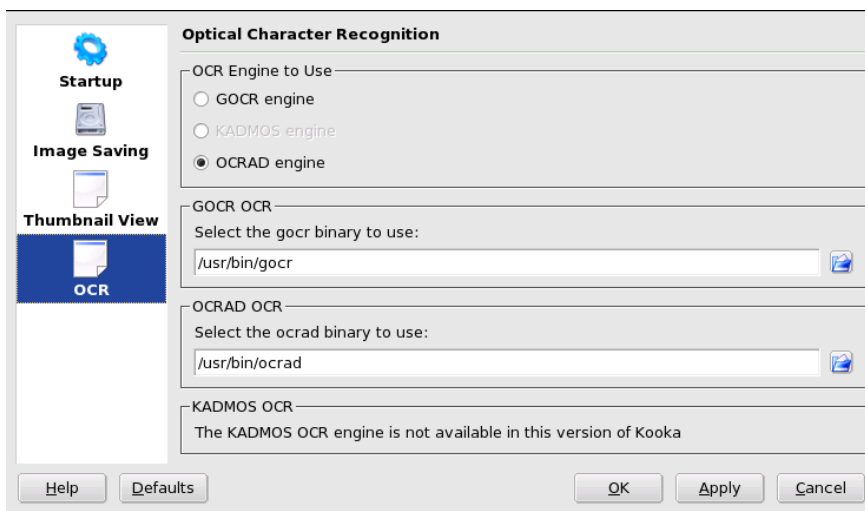 Startup
Image Saving
Thumbnail View
OCR
Optical Character Recognition
OCR Engine to Use
GOCR engine
KADMOS engine
OCRAD engine
GOCR OCR
Select the gocr binary to use:
/usr/bin/gocr
OCRAD OCR
Select the ocrad binary to use:
/usr/bin/ocrad
KADMOS OCR
The KADMOS OCR engine is not available in this version of Kooka
Help Defaults OK Apply Cancel